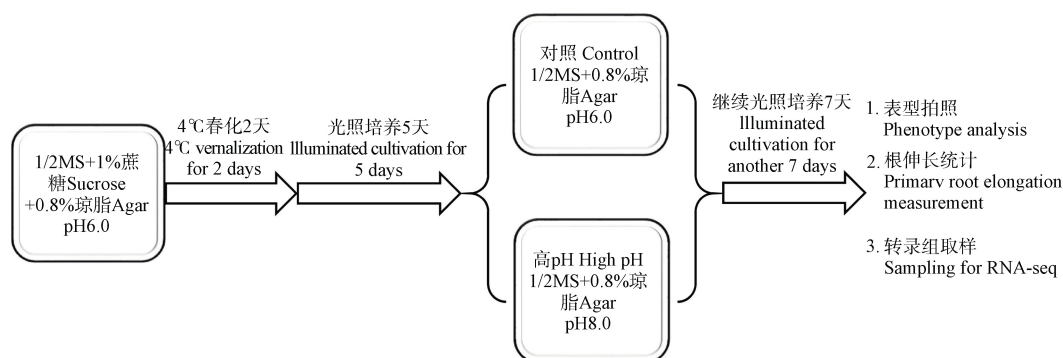 1/2MS+1%蔗
糖Sucrose
+0.8%琼脂Agar
pH6.0
4℃春化2天
4℃ vernalization
for 2 days
光照培养5天
Illuminated cultivation for
5 days
对照 Control
1/2MS+0.8%琼
脂Agar
pH6.0
高pH High pH
1/2MS+0.8%琼
脂Agar
pH8.0
继续光照培养7天
Illuminated
cultivation for
another 7 days
1. 表型拍照
Phenotype analysis
2. 根伸长统计
Primarv root elongation
measurement
3. 转录组取样
Sampling for RNA-seq